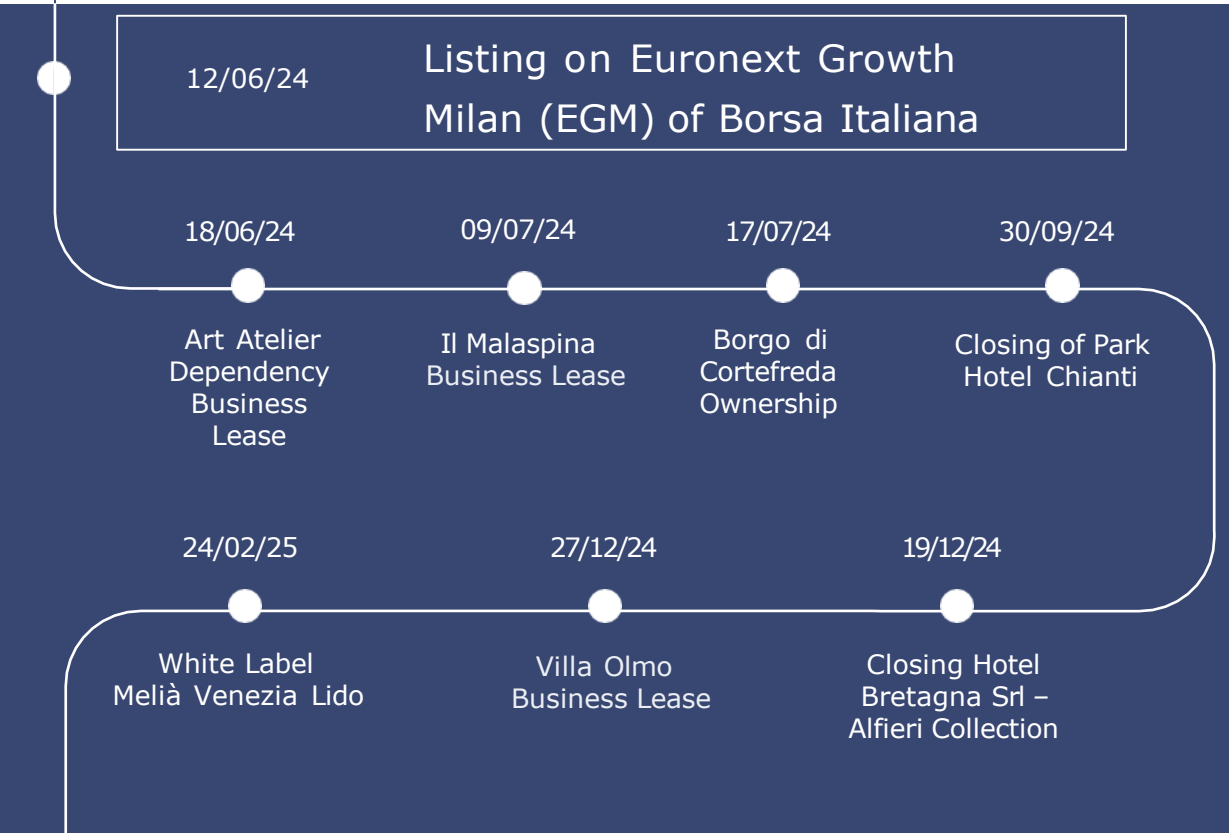 12/06/24
Listing on Euronext Growth
Milan (EGM) of Borsa Italiana
18/06/24
Art Atelier
Dependency
Business
Lease
09/07/24
Il Malaspina
Business Lease
17/07/24
Borgo di
Cortefreda
Ownership
30/09/24
Closing of Park
Hotel Chianti
24/02/25
White Label
Melià Venezia Lido
27/12/24
Villa Olmo
Business Lease
19/12/24
Closing Hotel
Bretagna Srl –
Alfieri Collection